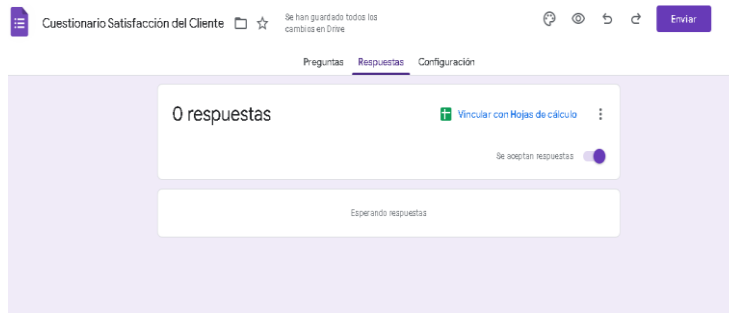 Cuestionario Satisfacción del Cliente
Se han guardado todos los
cambios en Drive
Enviar
Preguntas Respuestas Configuración
0 respuestas
Vincular con Hojas de cálculo
Se aceptan respuestas
Esperando respuestas